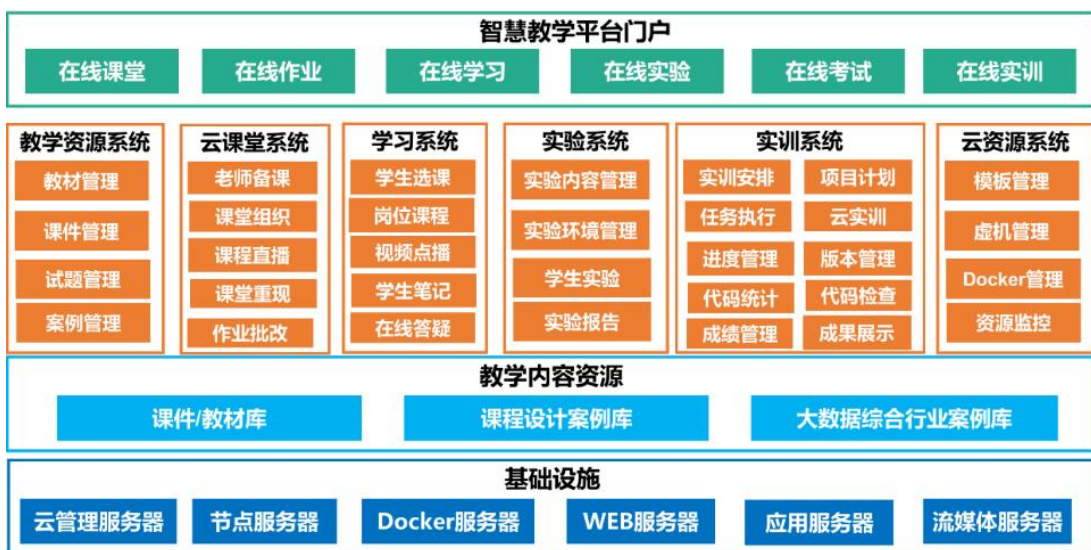 智慧教学平台门户
在线课堂 在线作业 在线学习 在线实验 在线考试 在线实训
教学资源系统
教材管理
课件管理
试题管理
案例管理
云课堂系统
老师备课
课堂组织
课程直播
课堂重现
作业批改
学习系统
学生选课
岗位课程
视频点播
学生笔记
在线答疑
实验系统
实验内容管理
实验环境管理
学生实验
实验报告
实训系统
实训安排 项目计划
任务执行 云实训
进度管理 版本管理
代码统计 代码检查
成绩管理 成果展示
云资源系统
模板管理
虚机管理
Docker管理
资源监控
教学内容资源
课件/教材库 课程设计案例库 大数据综合行业案例库
基础设施
云管理服务器 节点服务器 Docker服务器 WEB服务器 应用服务器 流媒体服务器